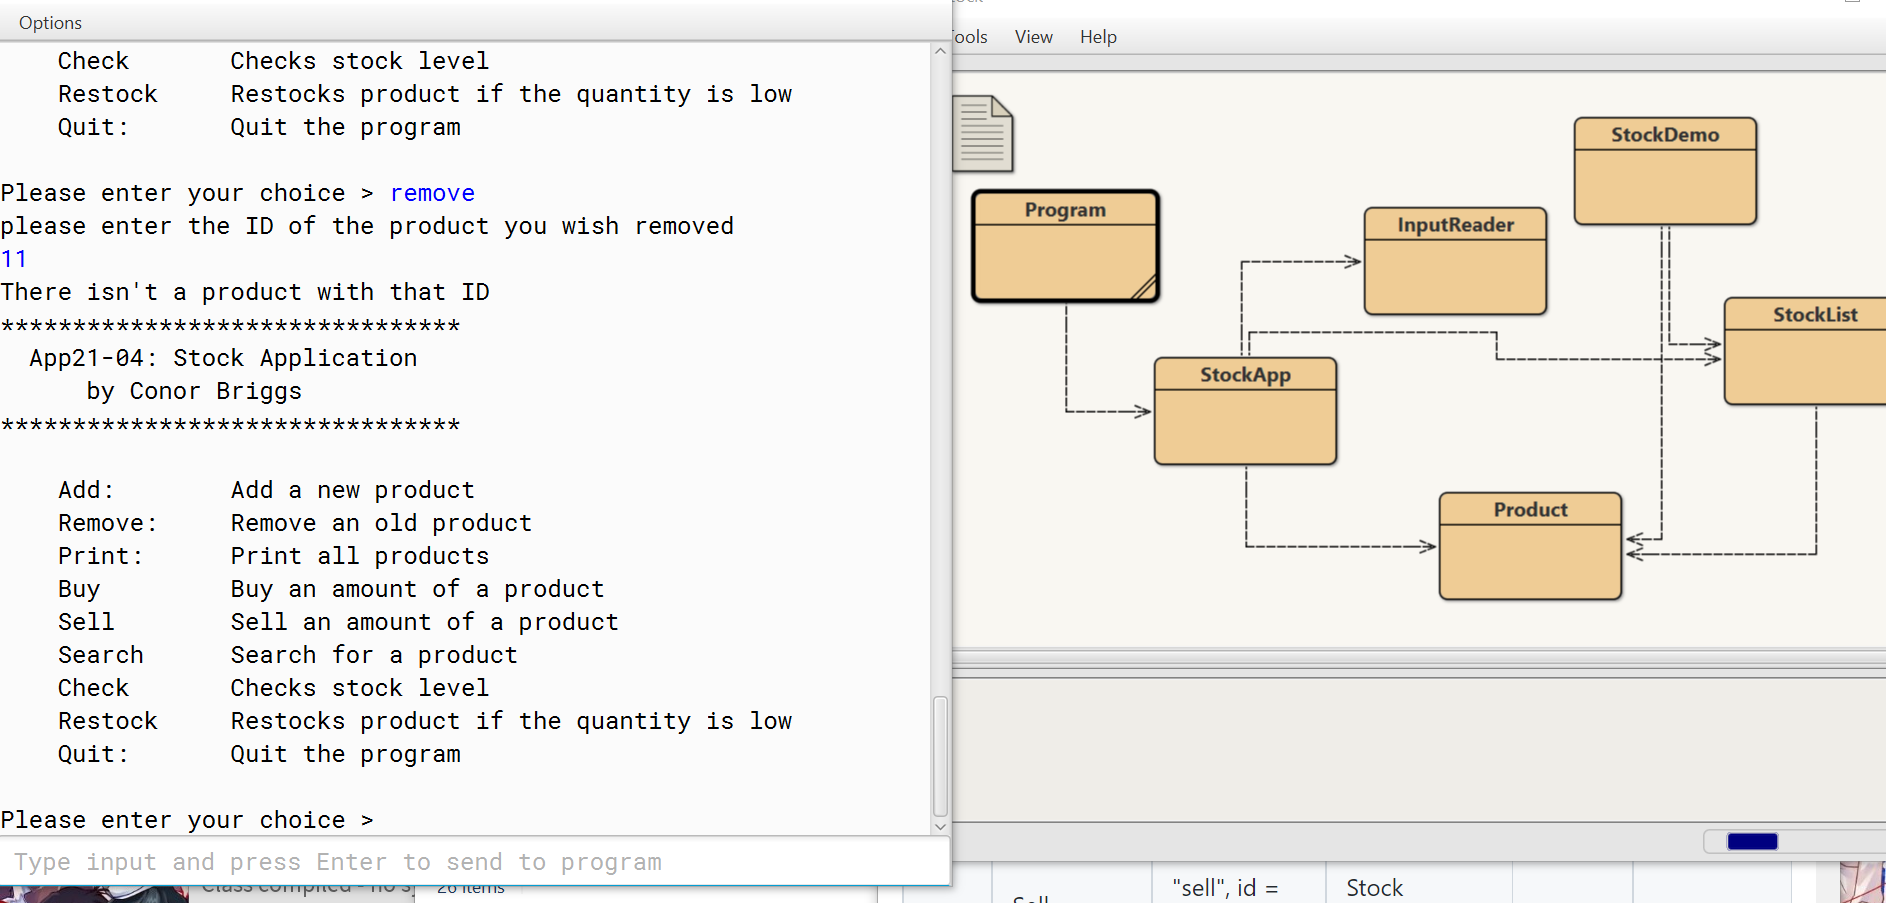 Options
Check Checks stock level
Restock Restocks product if the quantity is low
Quit: Quit the program
Please enter your choice > remove
please enter the ID of the product you wish removed
11
There isn't a product with that ID
********************************
App21-04: Stock Application
by Conor Briggs
********************************
Add: Add a new product
Remove: Remove an old product
Print: Print all products
Buy Buy an amount of a product
Sell Sell an amount of a product
Search Search for a product
Check Checks stock level
Restock Restocks product if the quantity is low
Quit: Quit the program
Please enter your choice >
Type input and press Enter to send to program
View Help
StockDemo
Program
InputReader
StockList
StockApp
Product
Class compiled - no
26 items
Sell
"sell", id =
Stock